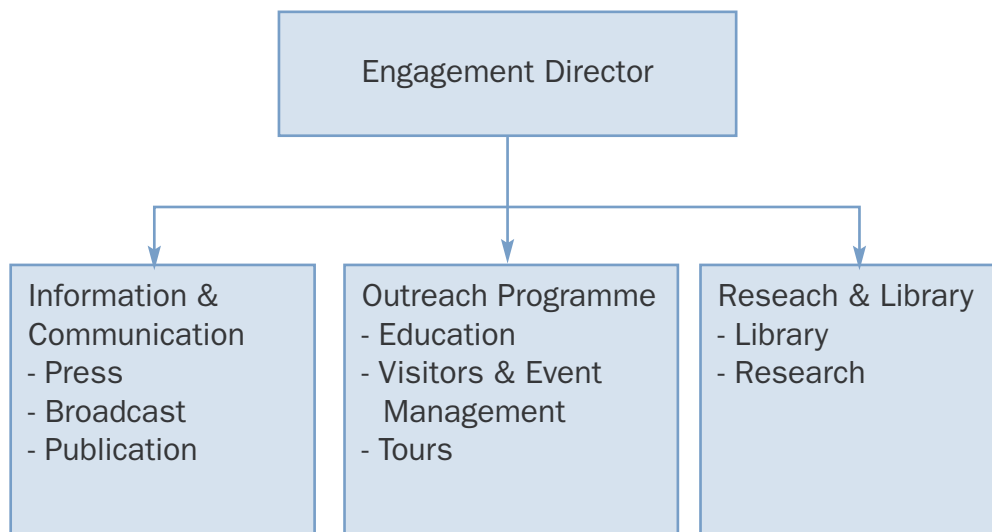 Engagement Director
Information &
Communication
- Press
- Broadcast
- Publication
Outreach Programme
- Education
- Visitors & Event
Management
- Tours
Reseach & Library
- Library
- Research